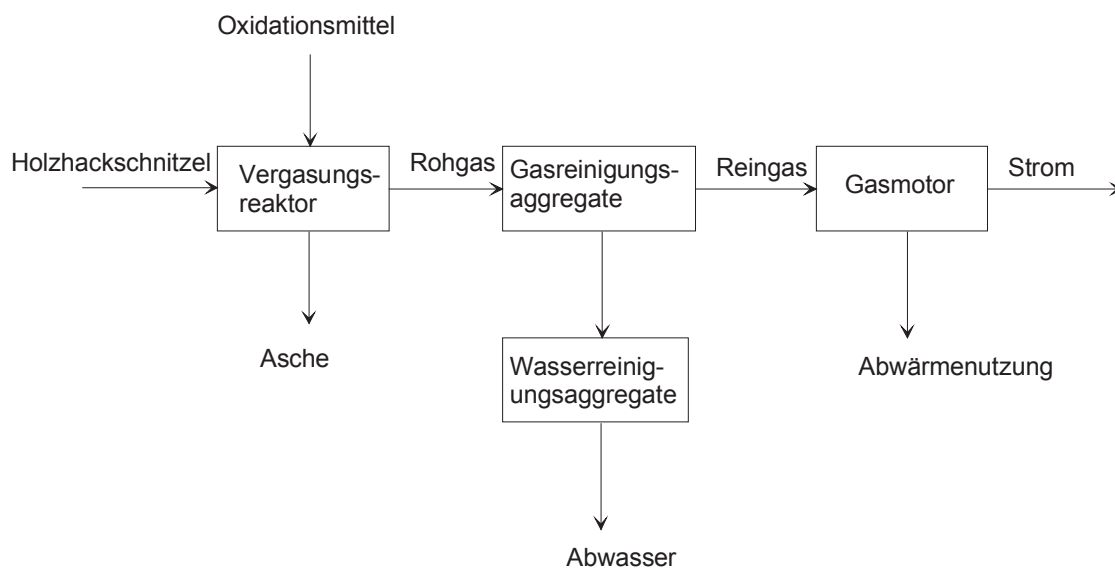 Oxidationsmittel
Holzhackschnitzel
Vergasungs-
reaktor
Rohgas
Gasreinigungs-
aggregate
Reingas
Gasmotor
Strom
Asche
Wasserreinig-
ungsaggregate
Abwärmenutzung
Abwasser